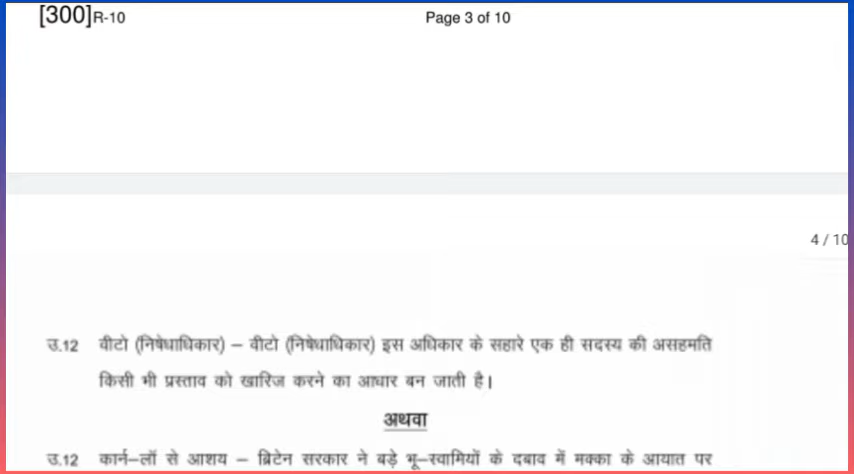 [300]R-10 Page 3 of 10
4 / 10
उ.12 वीटो (निषेधाधिकार) – वीटो (निषेधाधिकार) इस अधिकार के सहारे एक ही सदस्य की असहमति
किसी भी प्रस्ताव को खारिज करने का आधार बन जाती है।
अथवा
उ.12 कार्न–लॉ से आशय – ब्रिटेन सरकार ने बड़े भू–स्वामियों के दबाव में मक्का के आयात पर